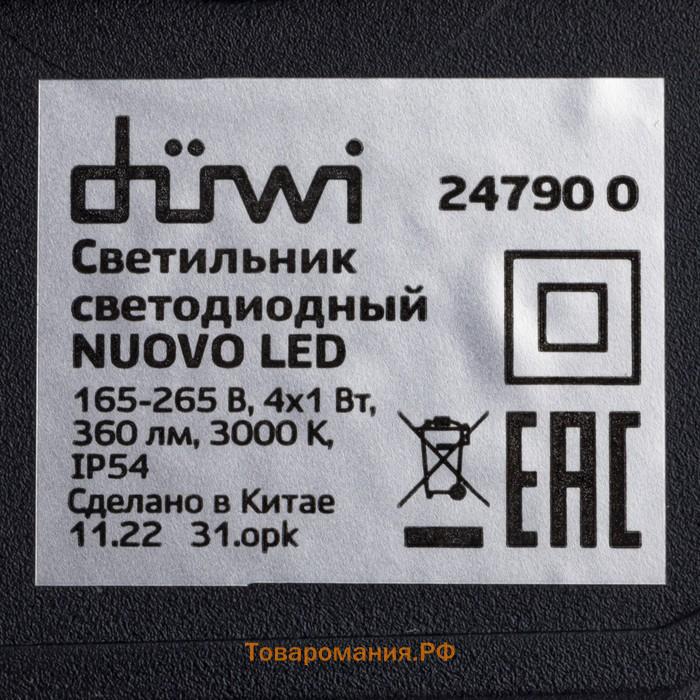 düwi
24790 0
Светильник
светодиодный
NUOVO LED
165-265 В, 4x1 Вт,
360 лм, 3000 К,
IP54
Сделано в Китае
11.22 31.opk
EAC
Товаромания.РФ